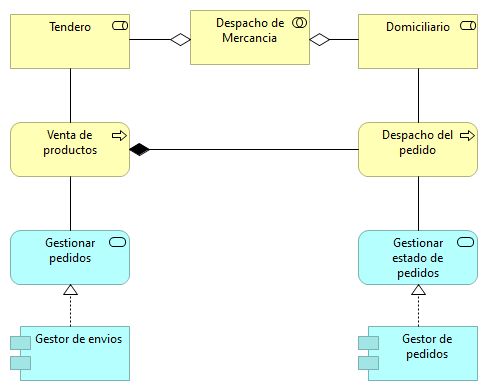 Tendero
Despacho de
Mercancia
Domiciliario
Venta de
productos
Despacho del
pedido
Gestionar
pedidos
Gestionar
estado de
pedidos
Gestor de envios
Gestor de
pedidos